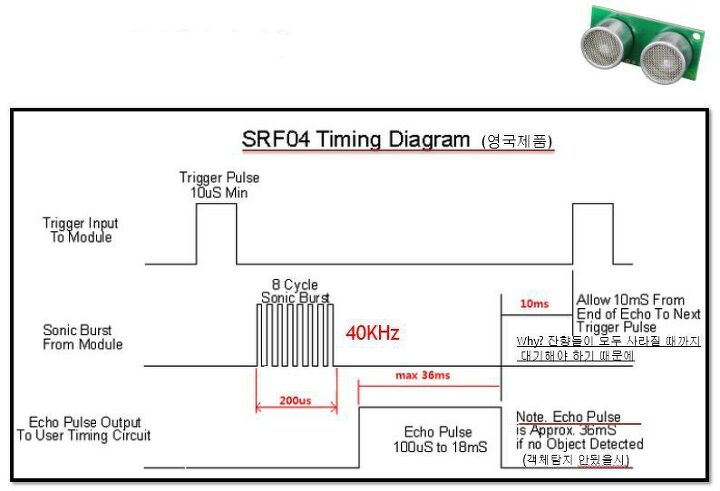 SRF04 Timing Diagram (영국제품)
Trigger Pulse
10uS Min
Trigger Input
To Module
8 Cycle
Sonic Burst
Sonic Burst
From Module
40KHz
10ms
Allow 10mS From
End of Echo To Next
Trigger Pulse
Why? 잔향들이 모두 사라질 때까지
대기해야 하기 때문에
200us
max 36ms
Echo Pulse Output
To User Timing Circuit
Echo Pulse
100uS to 18mS
Note. Echo Pulse
is Approx. 36mS
if no Object Detected
(객체탐지 안됬을시)